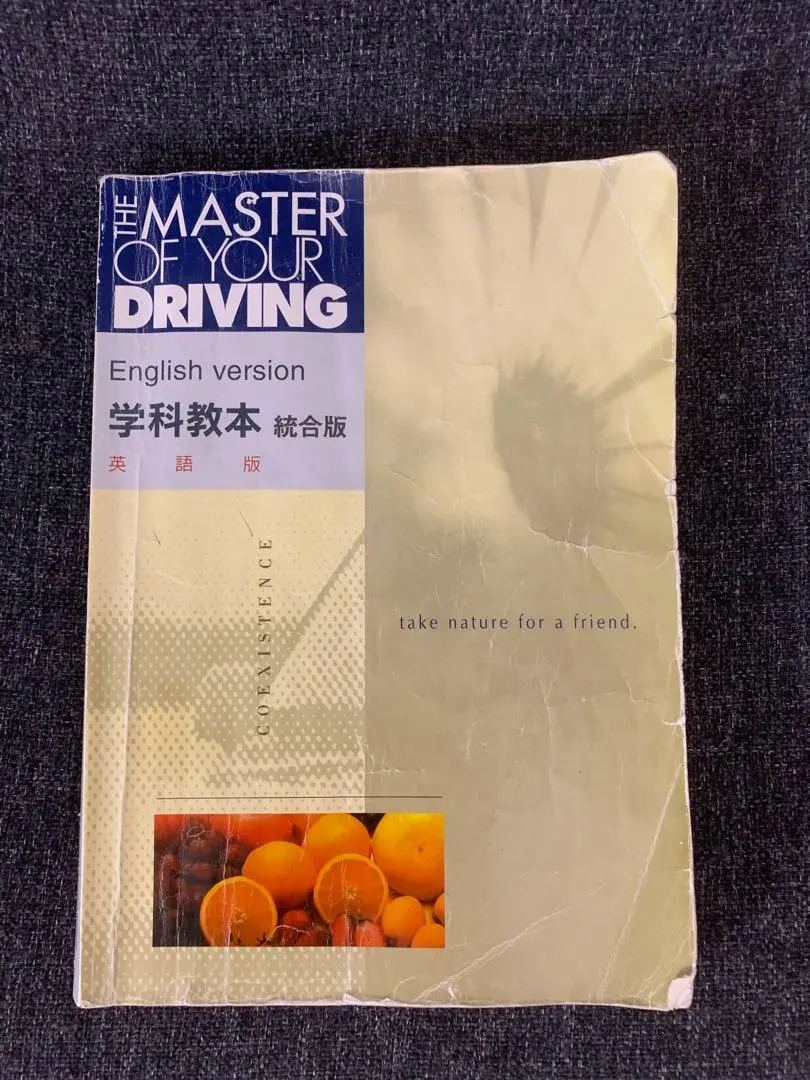 THE MASTER
OF YOUR
DRIVING
English version
学科教本 統合版
英語版
COEXISTENCE
take nature for a friend.